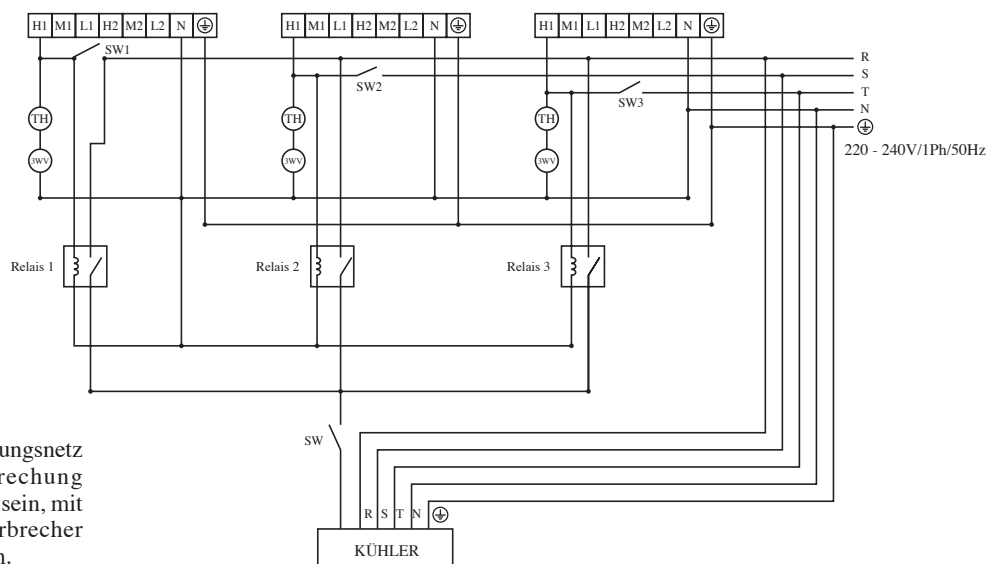 H1 M1 L1 H2 M2 L2 N
H1 M1 L1 H2 M2 L2 N
H1 M1 L1 H2 M2 L2 N
SW1
SW2
SW3
R
S
T
N
220 - 240V/1Ph/50Hz
TH
TH
TH
3WV
3WV
3WV
Relais 1
Relais 2
Relais 3
SW
R S T N
KÜHLER
ungsnetz
rechung
sein, mit
rbrecher
n.